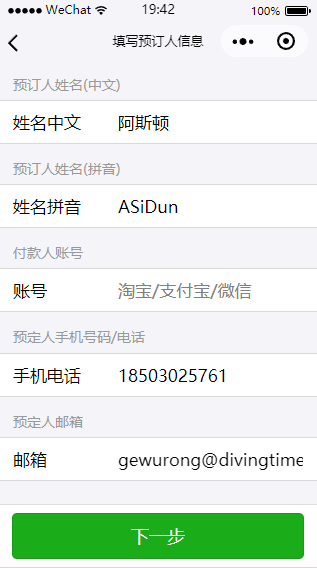 WeChat 19:42 100%
填写预订人信息
预订人姓名(中文)
姓名中文 阿斯顿
预订人姓名(拼音)
姓名拼音 ASiDun
付款人账号
账号 淘宝/支付宝/微信
预定人手机号码/电话
手机电话 18503025761
预定人邮箱
邮箱 gewurong@divingtime
下一步